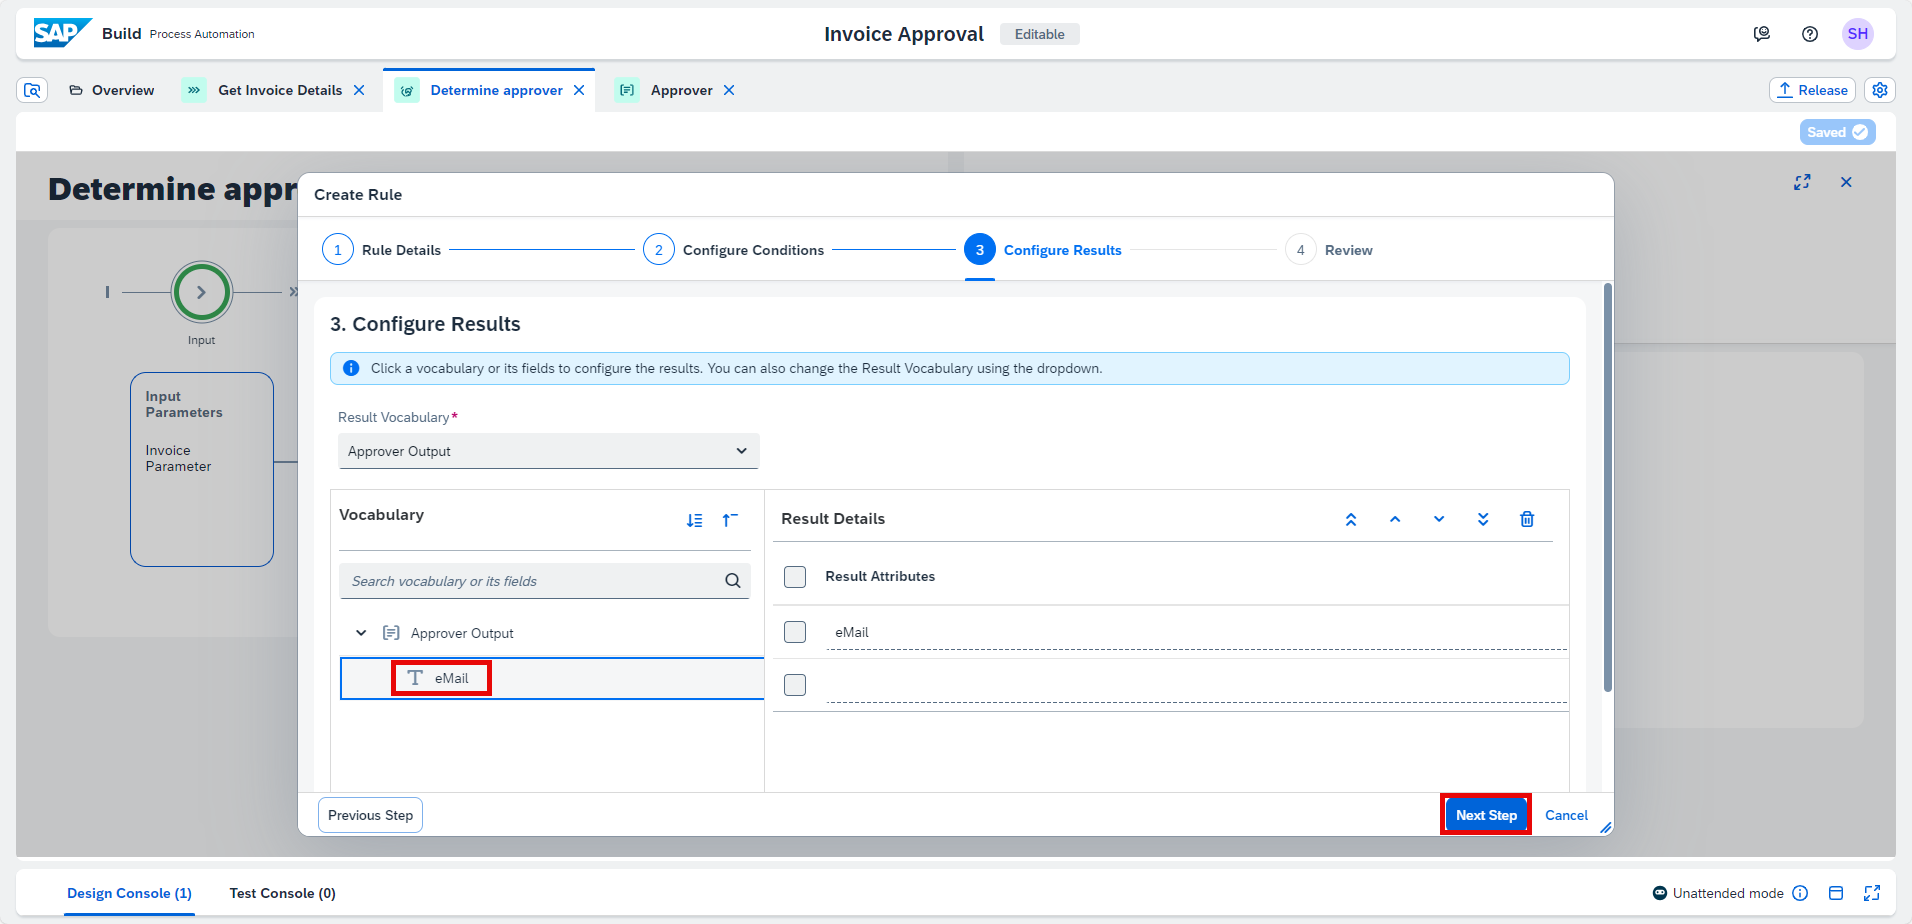 SAP Build Process Automation
Invoice Approval Editable
SH
Overview Get Invoice Details Determine approver Approver Release
Saved
Determine appr
Create Rule
1 Rule Details 2 Configure Conditions 3 Configure Results 4 Review
Input
Input
Parameters
Invoice
Parameter
3. Configure Results
Click a vocabulary or its fields to configure the results. You can also change the Result Vocabulary using the dropdown.
Result Vocabulary*
Approver Output
Vocabulary
Search vocabulary or its fields
Approver Output
eMail
Result Details
Result Attributes
eMail
Previous Step Next Step Cancel
Design Console (1) Test Console (0) Unattended mode